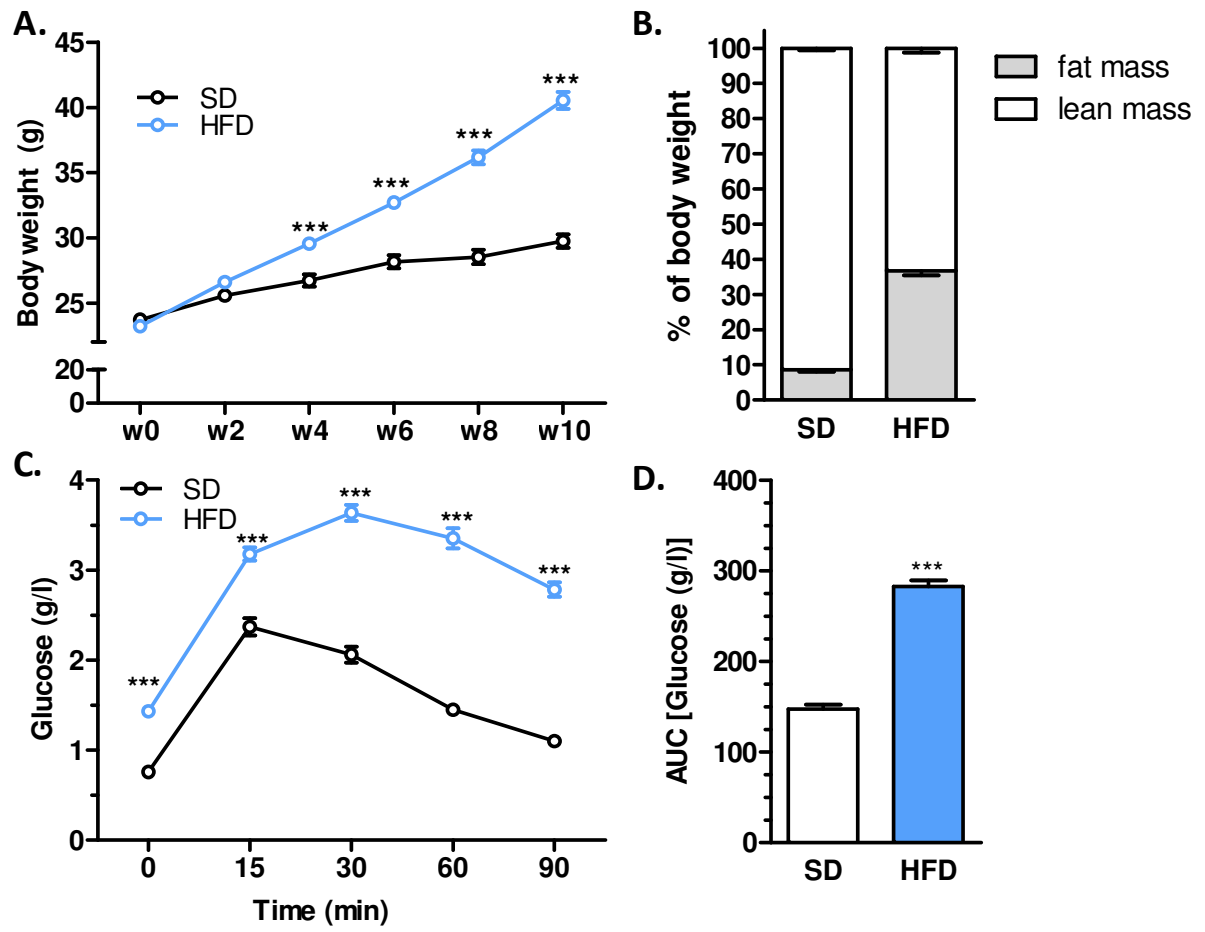 A.
45
40
35
30
25
20
0
Body weight (g)
SD
HFD
***
***
***
***
w0 w2 w4 w6 w8 w10
B.
100
90
80
70
60
50
40
30
20
10
0
% of body weight
SD HFD
fat mass
lean mass
C.
4
3
2
1
0
Glucose (g/l)
SD
HFD
***
***
***
***
***
0 15 30 60 90
Time (min)
D.
400
300
200
100
0
AUC [Glucose (g/l)]
***
SD HFD